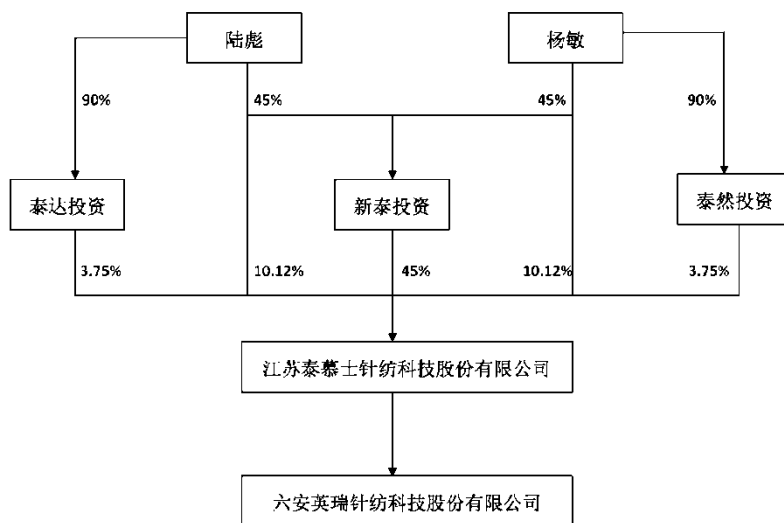 陆彪
杨敏
90%
45%
45%
90%
泰达投资
新泰投资
泰然投资
3.75%
10.12%
45%
10.12%
3.75%
江苏泰慕士针纺科技股份有限公司
六安英瑞针纺科技股份有限公司